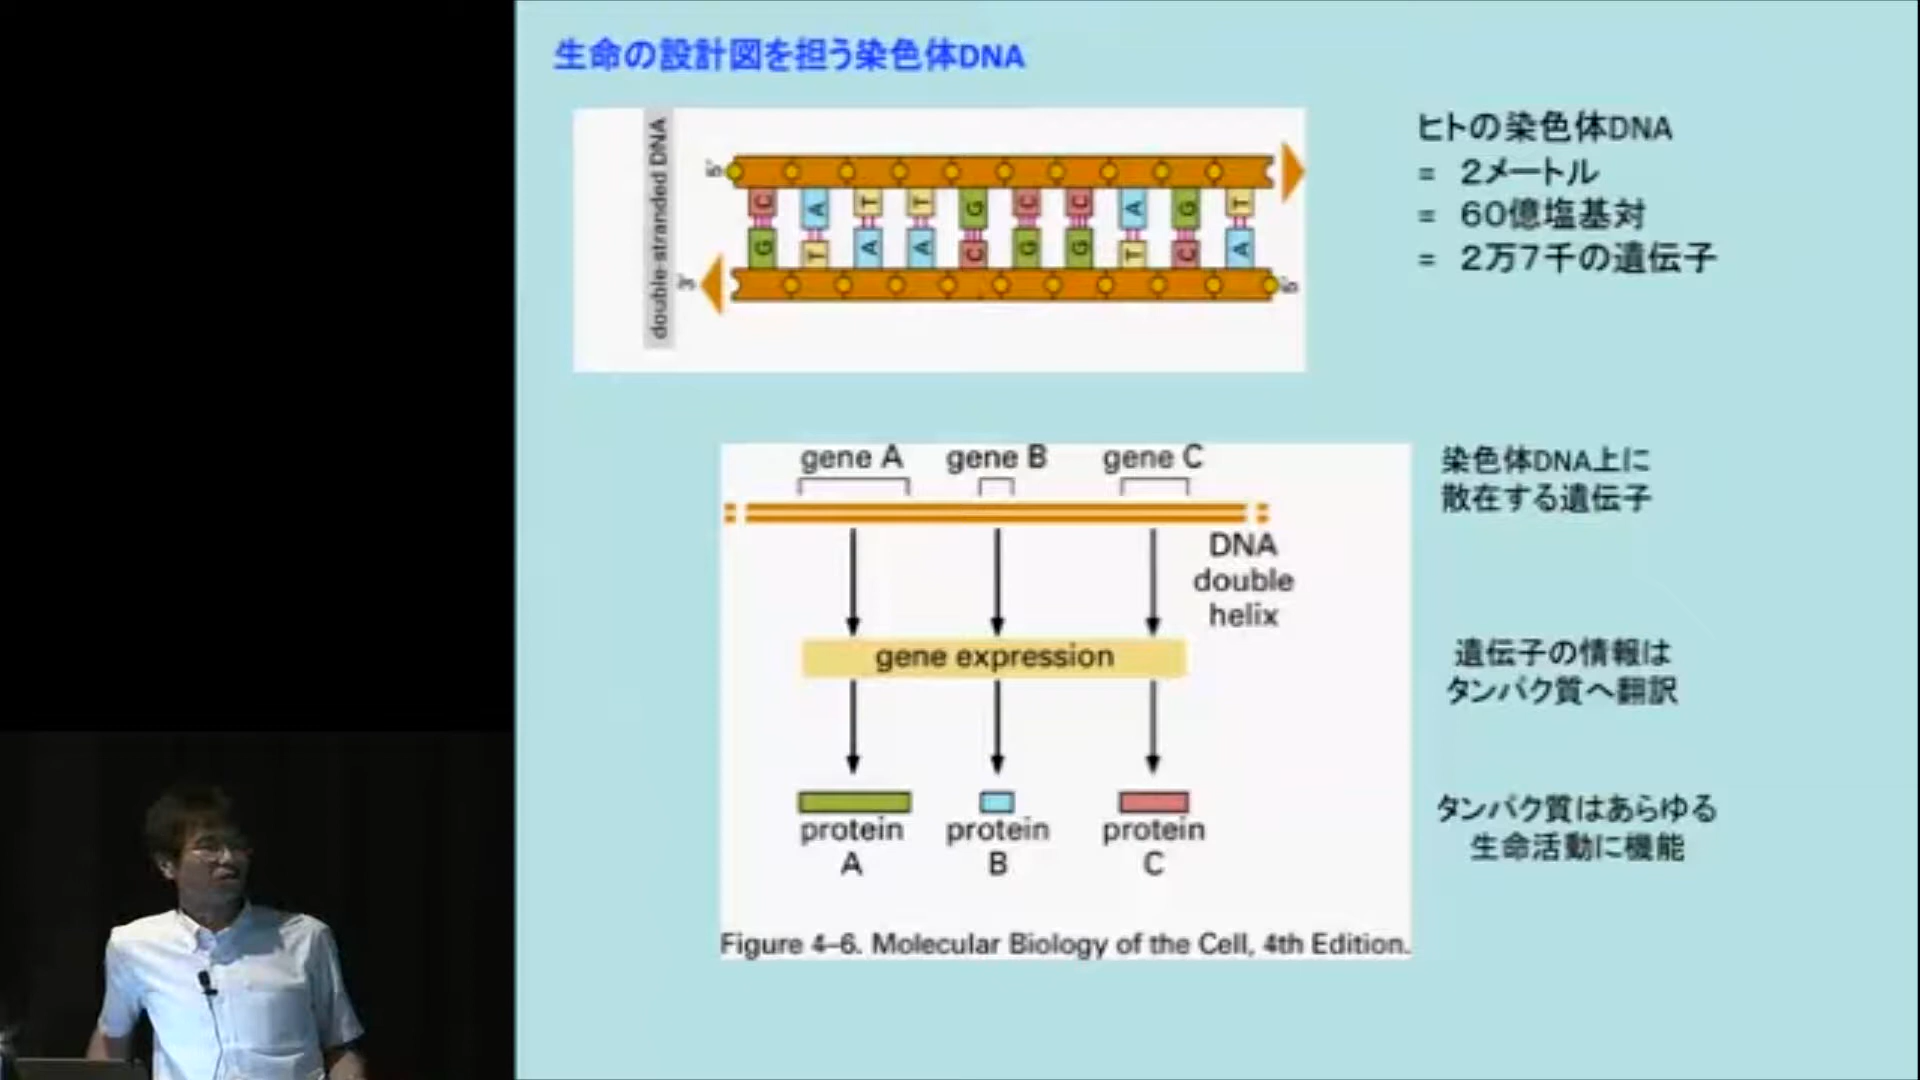 生命の設計図を担う染色体DNA
double-stranded DNA
C A T T G C C A G T
G T A A C G G T C A
ヒトの染色体DNA
= 2メートル
= 60億塩基対
= 2万7千の遺伝子
gene A gene B gene C
DNA
double
helix
gene expression
protein
A
protein
B
protein
C
Figure 4–6. Molecular Biology of the Cell, 4th Edition.
染色体DNA上に
散在する遺伝子
遺伝子の情報は
タンパク質へ翻訳
タンパク質はあらゆる
生命活動に機能